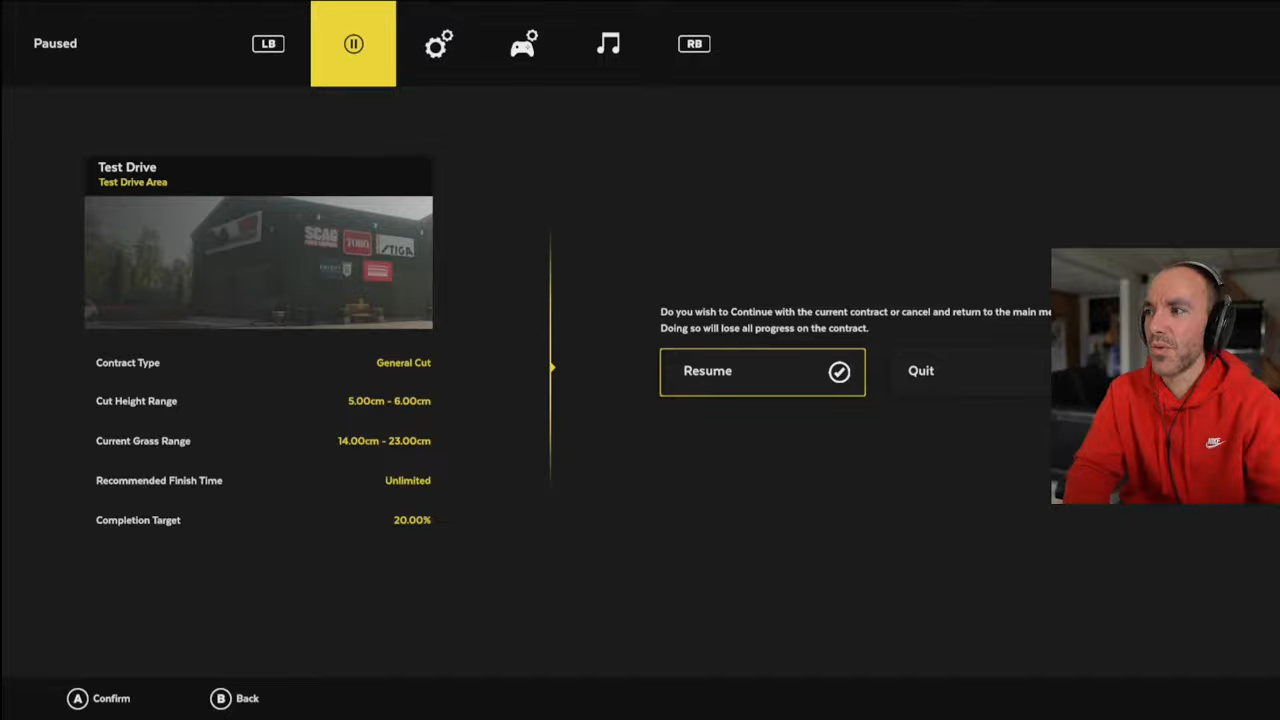 Paused
LB
RB
Test Drive
Test Drive Area
SCAG
TORO
STIGA
Contract Type
General Cut
Cut Height Range
5.00cm - 6.00cm
Current Grass Range
14.00cm - 23.00cm
Recommended Finish Time
Unlimited
Completion Target
20.00%
Do you wish to Continue with the current contract or cancel and return to the main me
Doing so will lose all progress on the contract.
Resume
Quit
NIKE
A Confirm
B Back